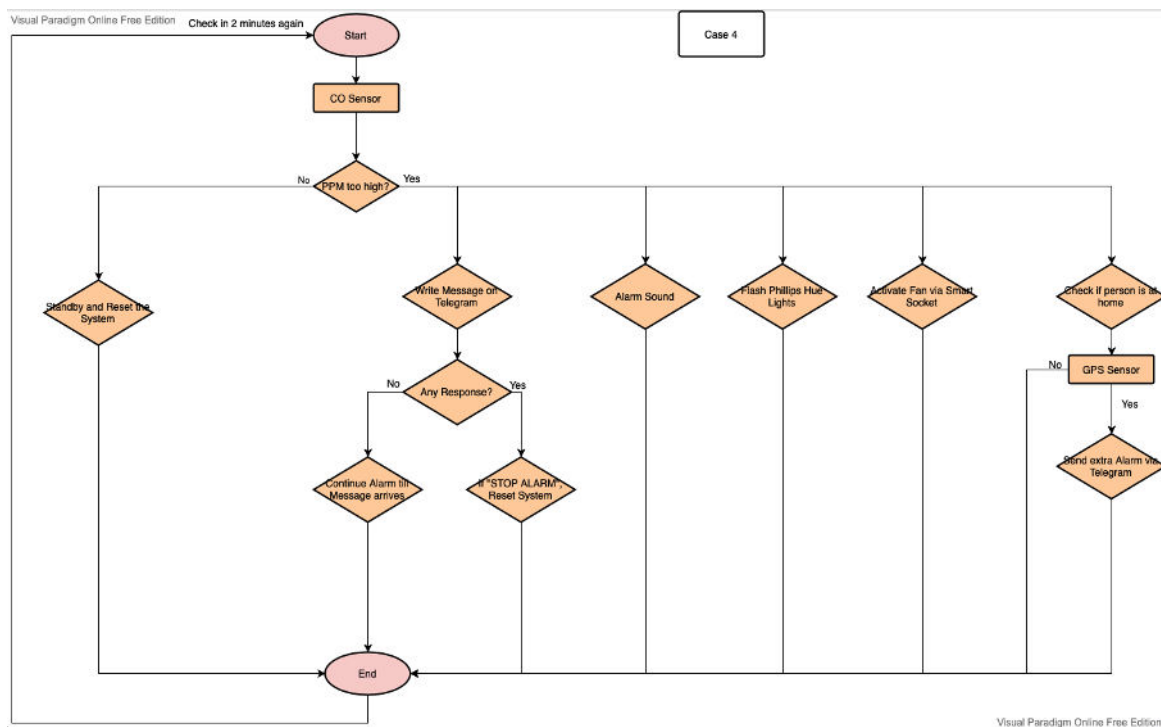 Visual Paradigm Online Free Edition
Check in 2 minutes again
Start
Case 4
CO Sensor
No
PPM too high?
Yes
Standby and Reset the
System
Write Message on
Telegram
Alarm Sound
Flash Phillips Hue
Lights
Activate Fan via Smart
Socket
Check if person is at
home
No
GPS Sensor
No
Any Response?
Yes
Yes
Continue Alarm till
Message arrives
If "STOP ALARM",
Reset System
Send extra Alarm via
Telegram
End
Visual Paradigm Online Free Edition